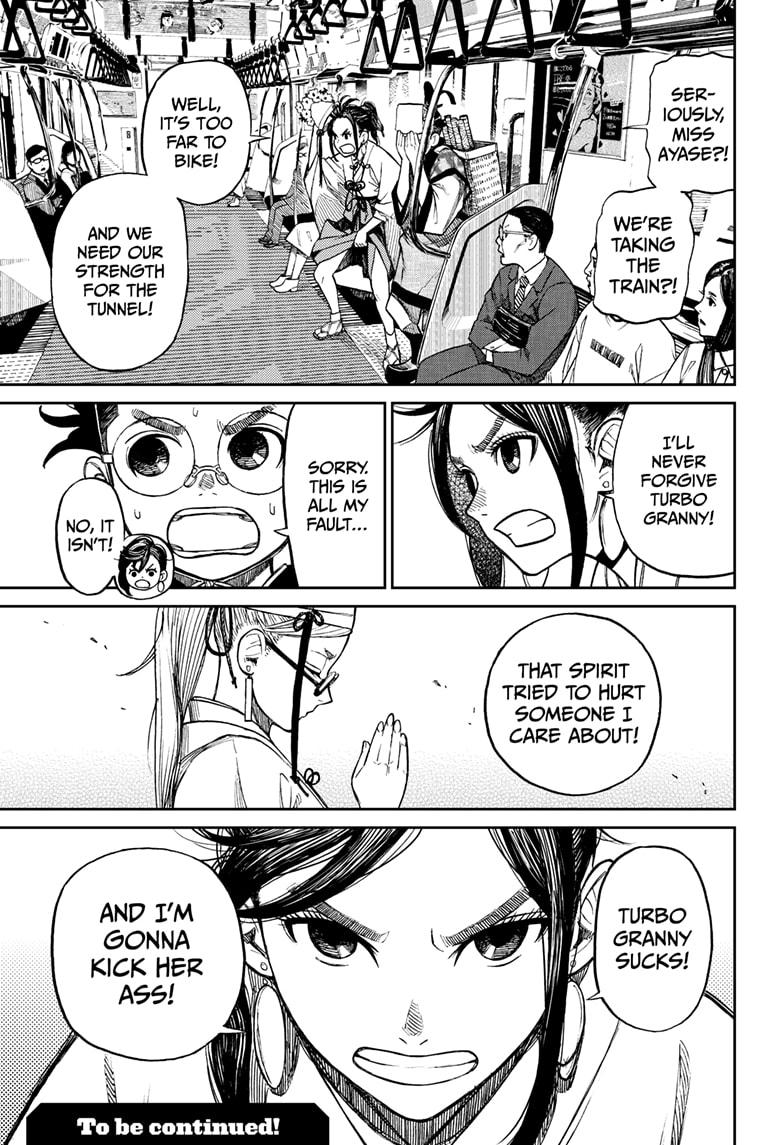 SER-
IOUSLY,
MISS
AYASE?!
WE'RE
TAKING
THE
TRAIN?!
WELL,
IT'S TOO
FAR TO
BIKE!
AND WE
NEED OUR
STRENGTH
FOR THE
TUNNEL!
I'LL
NEVER
FORGIVE
TURBO
GRANNY!
SORRY.
THIS IS
ALL MY
FAULT...
NO, IT
ISN'T!
THAT SPIRIT
TRIED TO HURT
SOMEONE I
CARE ABOUT!
TURBO
GRANNY
SUCKS!
AND I'M
GONNA
KICK HER
ASS!
To be continued!